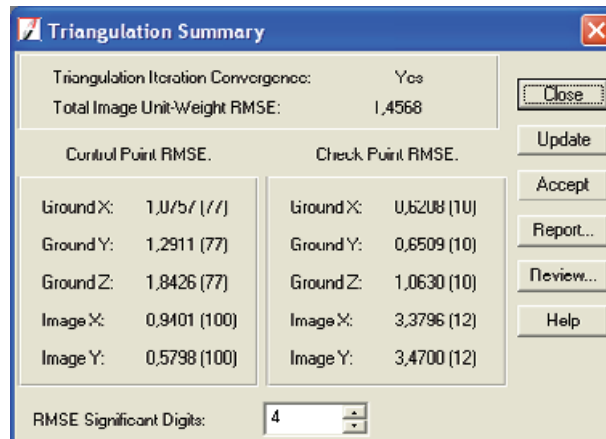 Triangulation Summary
Triangulation Iteration Convergence: Yes
Total Image Unit-Weight RMSE: 1,4568
Close
Update
Accept
Report...
Review...
Help
Control Point RMSE.
Ground X: 1,0757 (77)
Ground Y: 1,2911 (77)
Ground Z: 1,8426 (77)
Image X: 0,9401 (100)
Image Y: 0,5798 (100)
Check Point RMSE.
Ground X: 0,6208 (10)
Ground Y: 0,6509 (10)
Ground Z: 1,0630 (10)
Image X: 3,3796 (12)
Image Y: 3,4700 (12)
RMSE Significant Digits: 4